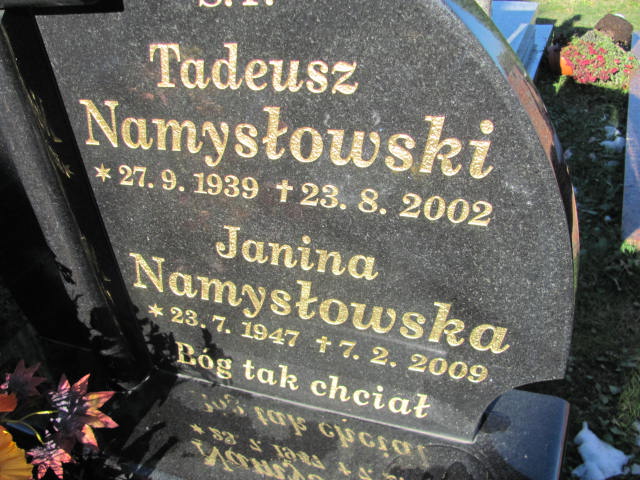 Ś.P.
Tadeusz
Namysłowski
* 27. 9. 1939 † 23. 8. 2002
Janina
Namysłowska
* 23. 7. 1947 † 7. 2. 2009
Bóg tak chciał